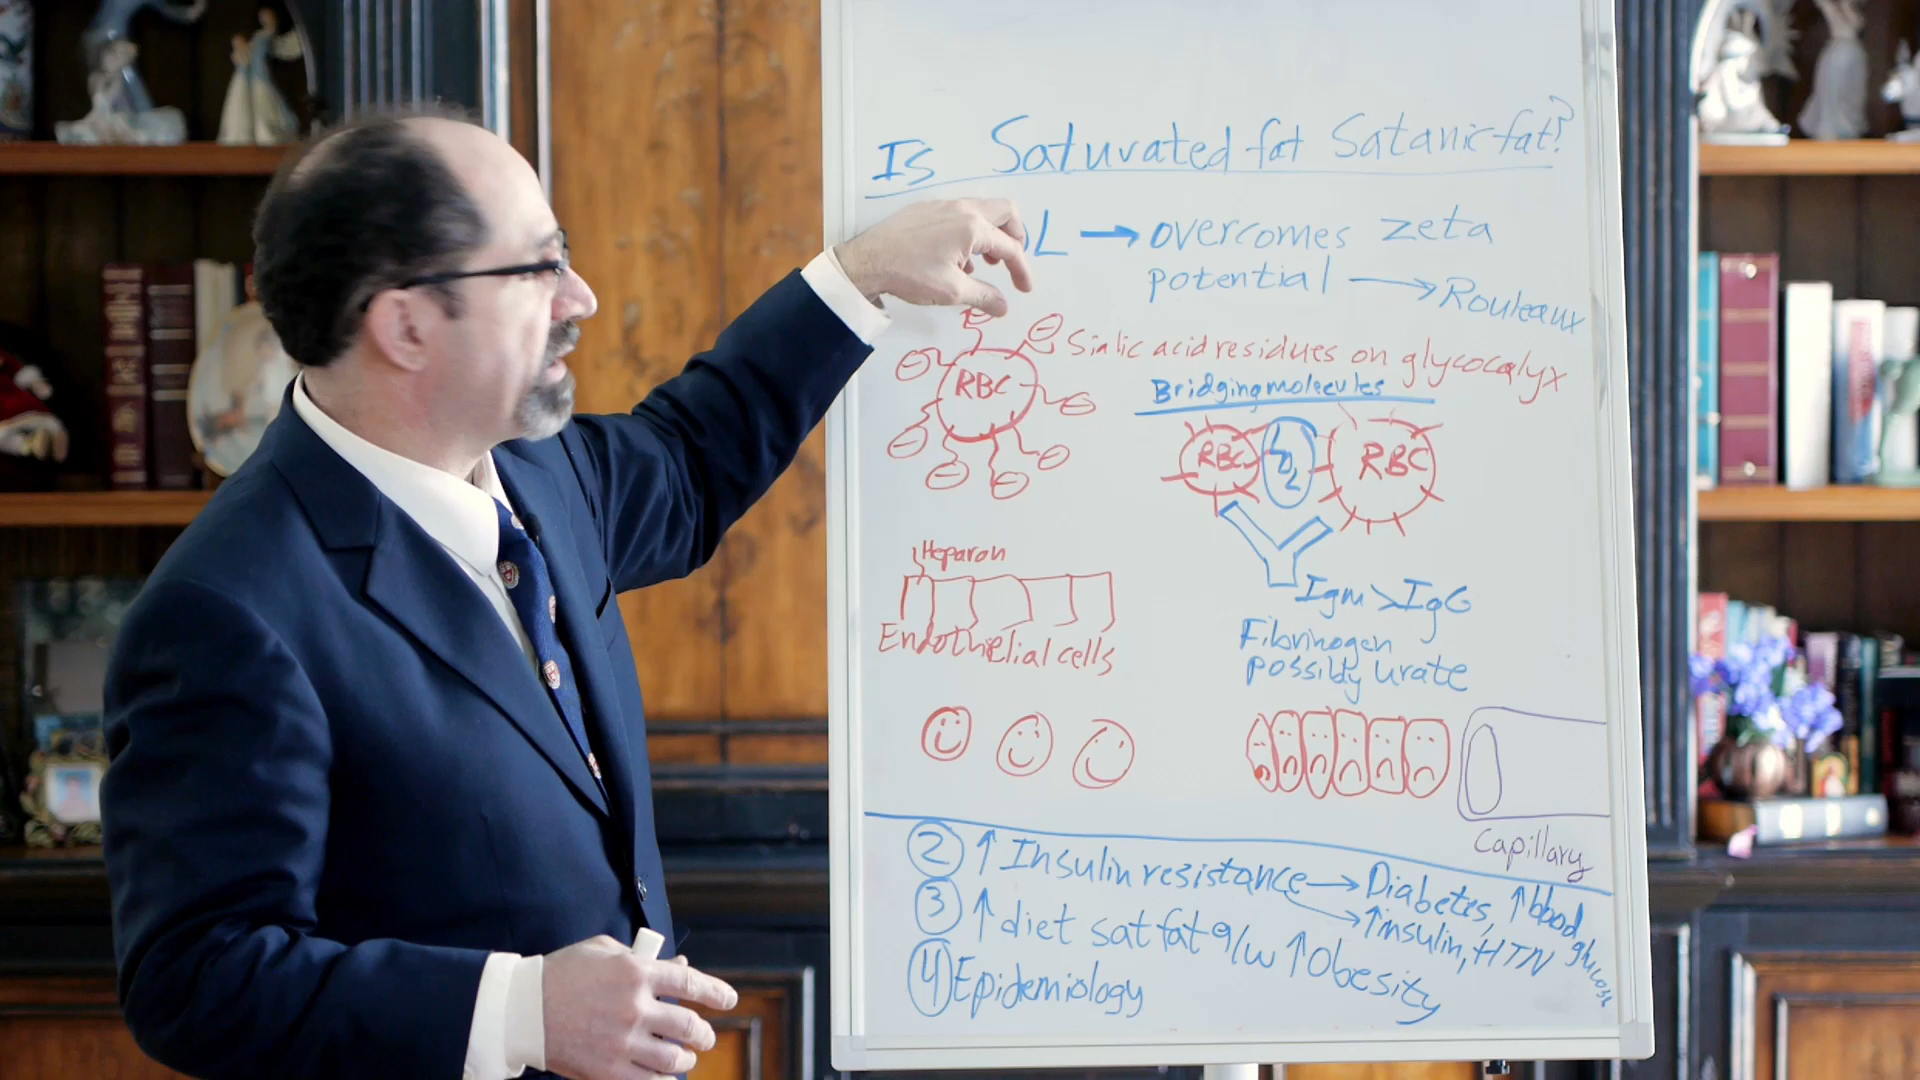 Is Saturated fat Satanic fat?
L → overcomes zeta
potential → Rouleaux
Sialic acid residues on glycocalyx
RBC
Bridging molecules
RBC
LDL
RBC
Heparan
Endothelial cells
Igm > IgG
Fibrinogen
possibly urate
Capillary
② ↑ Insulin resistance → Diabetes, ↑ blood glucose
→ ↑ insulin, HTN
③ ↑ diet sat fat a/w ↑ Obesity
④ Epidemiology